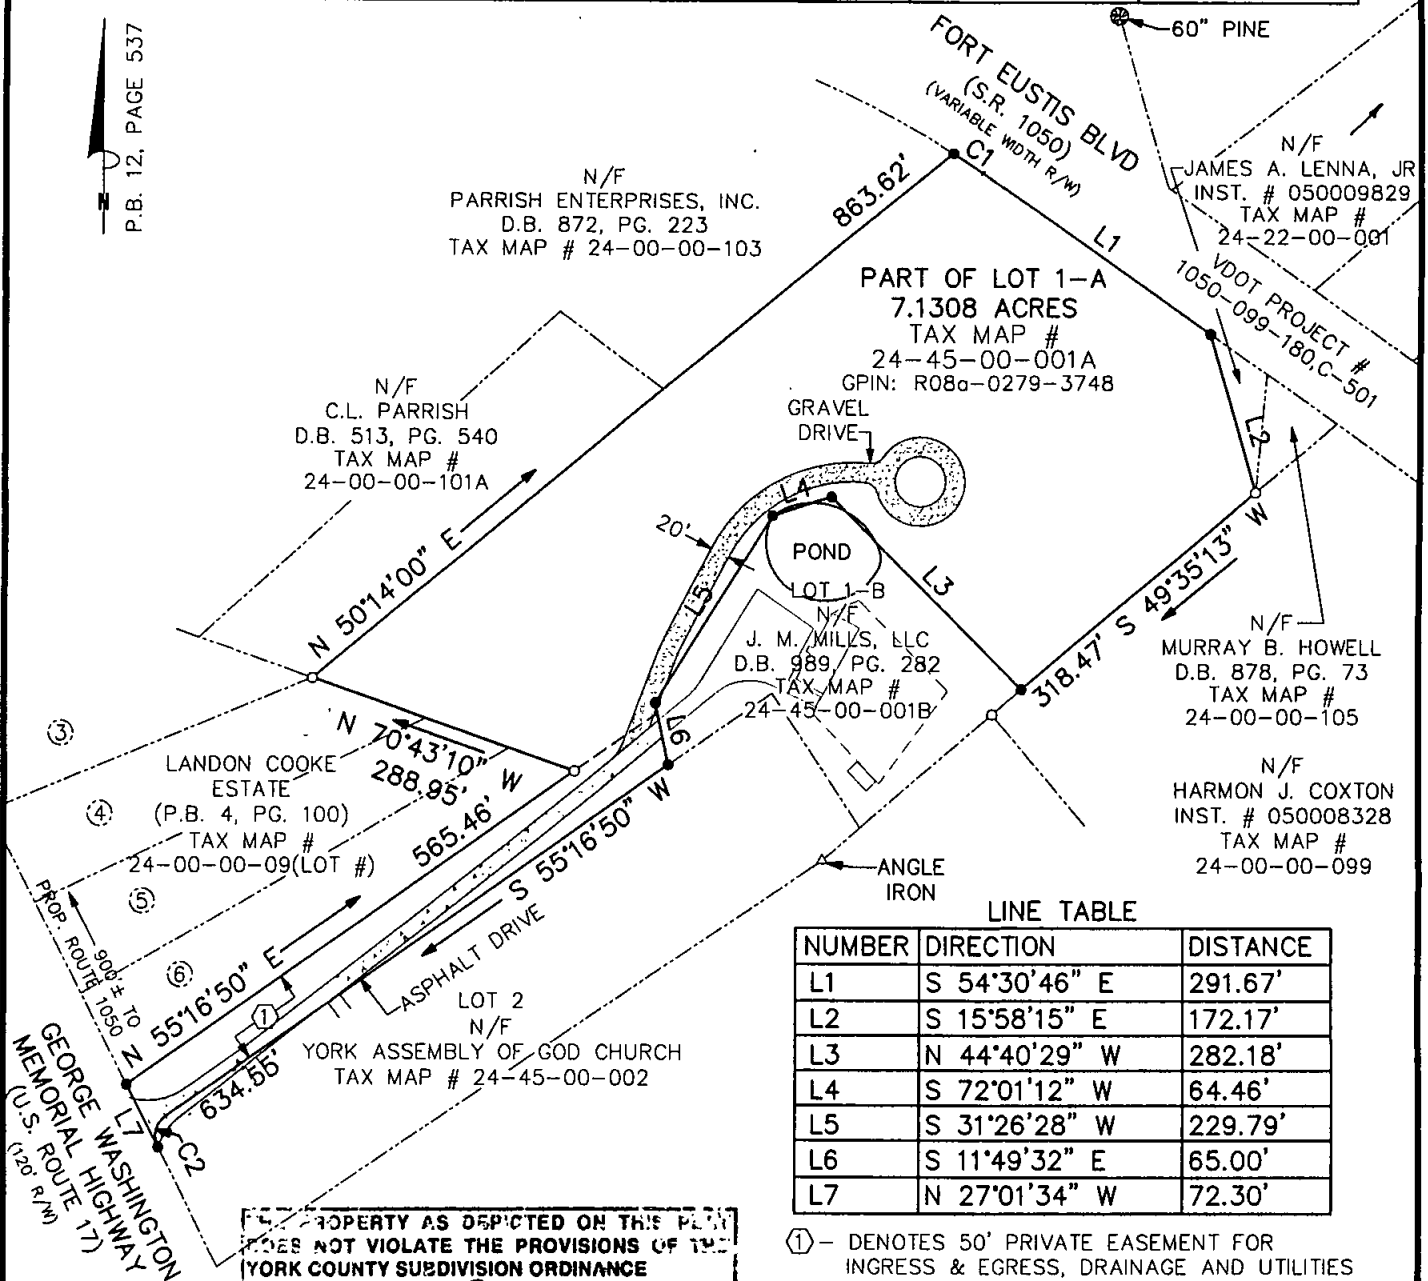 60" PINE
P.B. 12, PAGE 537
N
FORT EUSTIS BLVD
(S.R. 1050)
(VARIABLE WIDTH R/W)
N/F
JAMES A. LENNA, JR
INST. # 050009829
TAX MAP #
24-22-00-001
N/F
PARRISH ENTERPRISES, INC.
D.B. 872, PG. 223
TAX MAP # 24-00-00-103
863.62'
C1
L1
VDOT PROJECT #
1050-099-180,C-501
PART OF LOT 1-A
7.1308 ACRES
TAX MAP #
24-45-00-001A
GPIN: R08a-0279-3748
GRAVEL
DRIVE
N/F
C.L. PARRISH
D.B. 513, PG. 540
TAX MAP #
24-00-00-101A
L2
L4
20'
POND
L3
L5
LOT 1-B
N/F
J. M. MILLS, LLC
D.B. 989, PG. 282
TAX MAP #
24-45-00-001B
N 50°14'00" E
318.47' S 49°35'13" W
N/F
MURRAY B. HOWELL
D.B. 878, PG. 73
TAX MAP #
24-00-00-105
L6
N 70°43'10" W
288.95'
3
LANDON COOKE
ESTATE
(P.B. 4, PG. 100)
TAX MAP #
24-00-00-09(LOT #)
4
5
6
N/F
HARMON J. COXTON
INST. # 050008328
TAX MAP #
24-00-00-099
565.46'
S 55°16'50" W
ANGLE
IRON
900'± TO
PROP. ROUTE 1050
N 55°16'50" E
ASPHALT DRIVE
1
LOT 2
N/F
YORK ASSEMBLY OF GOD CHURCH
TAX MAP # 24-45-00-002
634.55'
L7
C2
GEORGE WASHINGTON
MEMORIAL HIGHWAY
(U.S. ROUTE 17)
(120' R/W)
LINE TABLE
NUMBER DIRECTION DISTANCE
L1 S 54°30'46" E 291.67'
L2 S 15°58'15" E 172.17'
L3 N 44°40'29" W 282.18'
L4 S 72°01'12" W 64.46'
L5 S 31°26'28" W 229.79'
L6 S 11°49'32" E 65.00'
L7 N 27°01'34" W 72.30'
1 - DENOTES 50' PRIVATE EASEMENT FOR
INGRESS & EGRESS, DRAINAGE AND UTILITIES
THE PROPERTY AS DEPICTED ON THIS PLAT
DOES NOT VIOLATE THE PROVISIONS OF THE
YORK COUNTY SUBDIVISION ORDINANCE